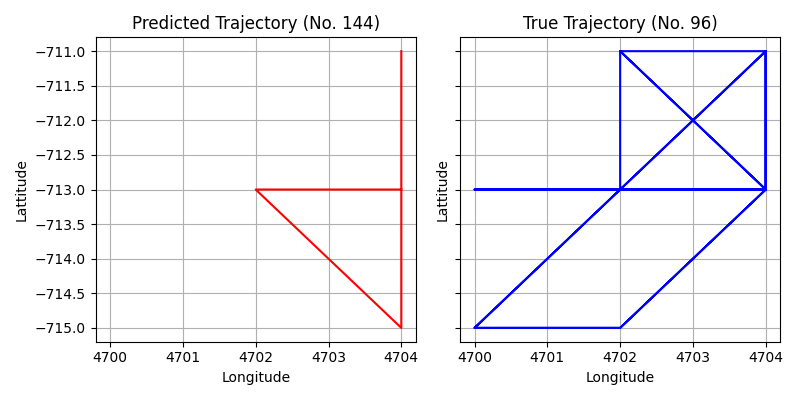 Predicted Trajectory (No. 144)
True Trajectory (No. 96)
−711.0
−711.5
−712.0
−712.5
−713.0
−713.5
−714.0
−714.5
−715.0
Lattitude
Lattitude
4700 4701 4702 4703 4704
4700 4701 4702 4703 4704
Longitude
Longitude